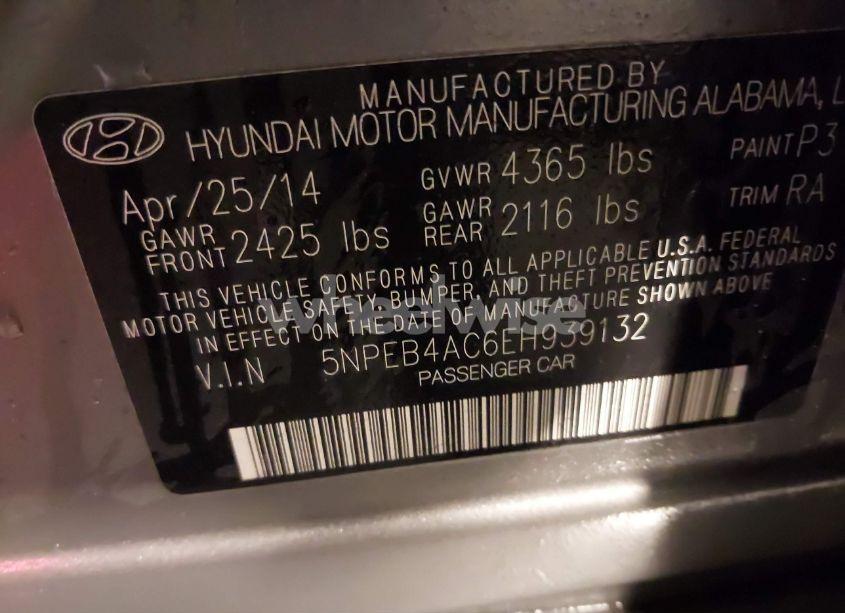 MANUFACTURED BY
HYUNDAI MOTOR MANUFACTURING ALABAMA, L
Apr/25/14 GVWR 4365 lbs PAINT P3
GAWR FRONT 2425 lbs GAWR REAR 2116 lbs TRIM RA
THIS VEHICLE CONFORMS TO ALL APPLICABLE U.S.A. FEDERAL
MOTOR VEHICLE SAFETY, BUMPER, AND THEFT PREVENTION STANDARDS
IN EFFECT ON THE DATE OF MANUFACTURE SHOWN ABOVE
V.I.N 5NPEB4AC6EH939132
PASSENGER CAR
wheelwise